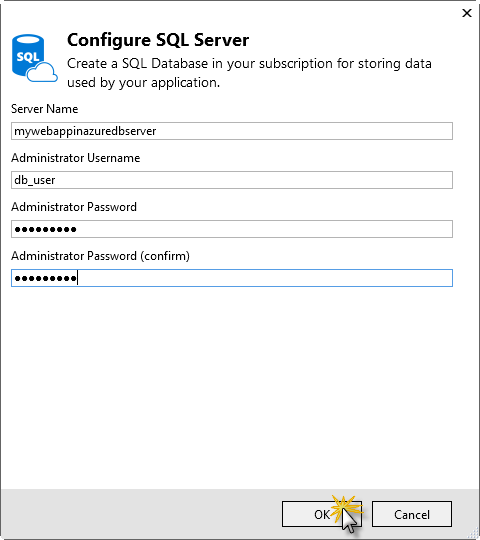 Configure SQL Server
SQL
Create a SQL Database in your subscription for storing data
used by your application.
Server Name
mywebappinazuredbserver
Administrator Username
db_user
Administrator Password
●●●●●●●●●
Administrator Password (confirm)
●●●●●●●●●
OK
Cancel